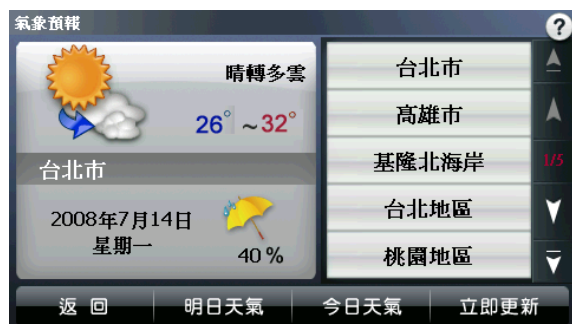 氣象預報
?
晴轉多雲
26° ~32°
台北市
2008年7月14日
星期一
40%
台北市
高雄市
基隆北海岸
台北地區
桃園地區
1/5
返回
明日天氣
今日天氣
立即更新